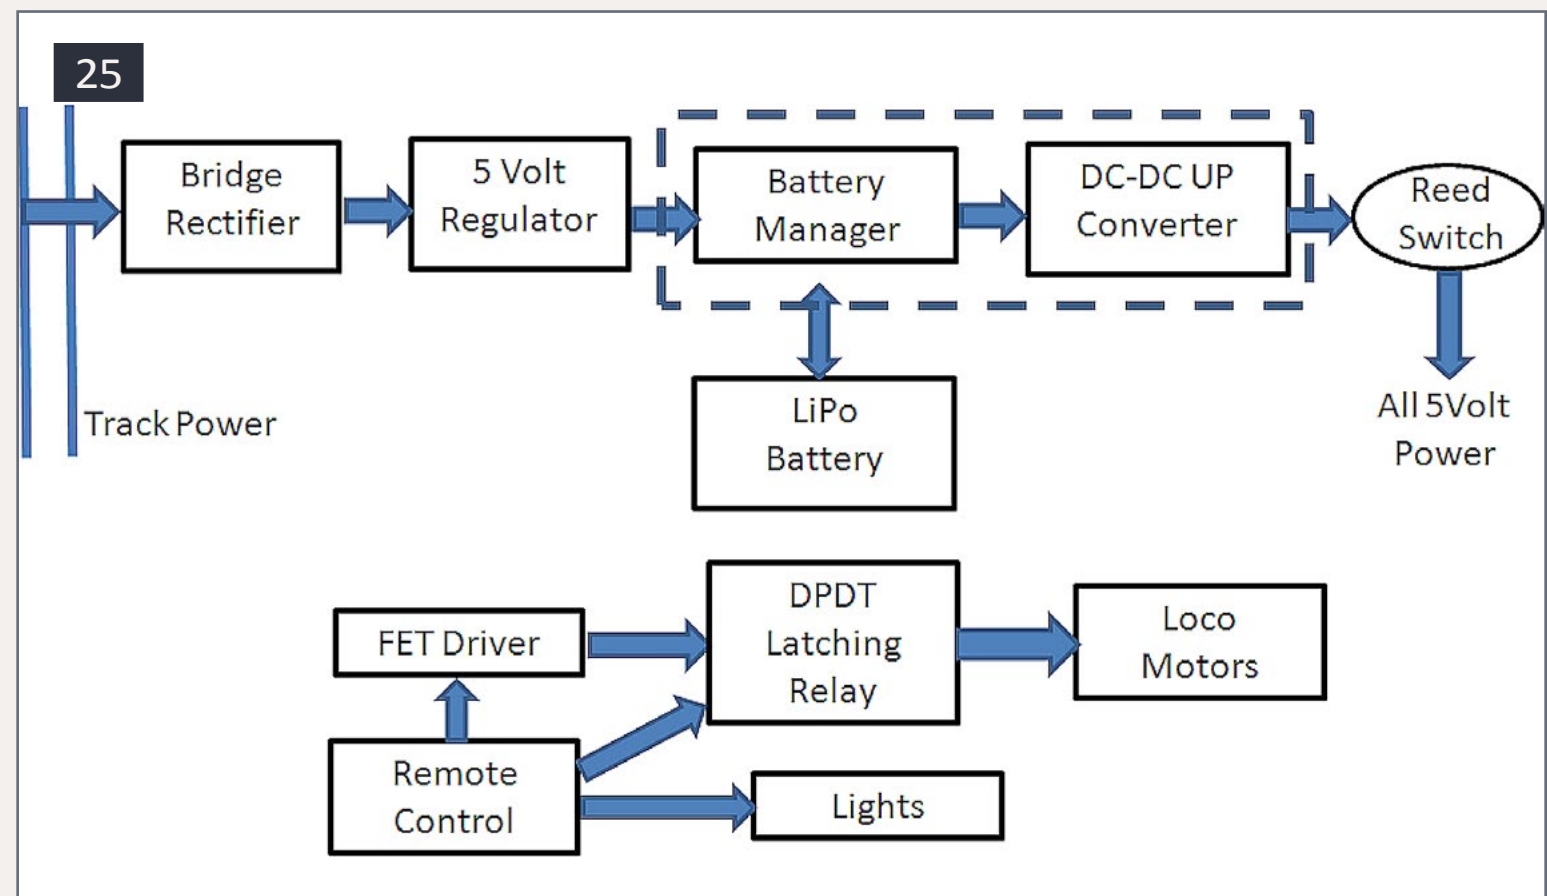 25
Bridge
Rectifier
5 Volt
Regulator
Battery
Manager
DC-DC UP
Converter
Reed
Switch
Track Power
LiPo
Battery
All 5Volt
Power
FET Driver
DPDT
Latching
Relay
Loco
Motors
Remote
Control
Lights